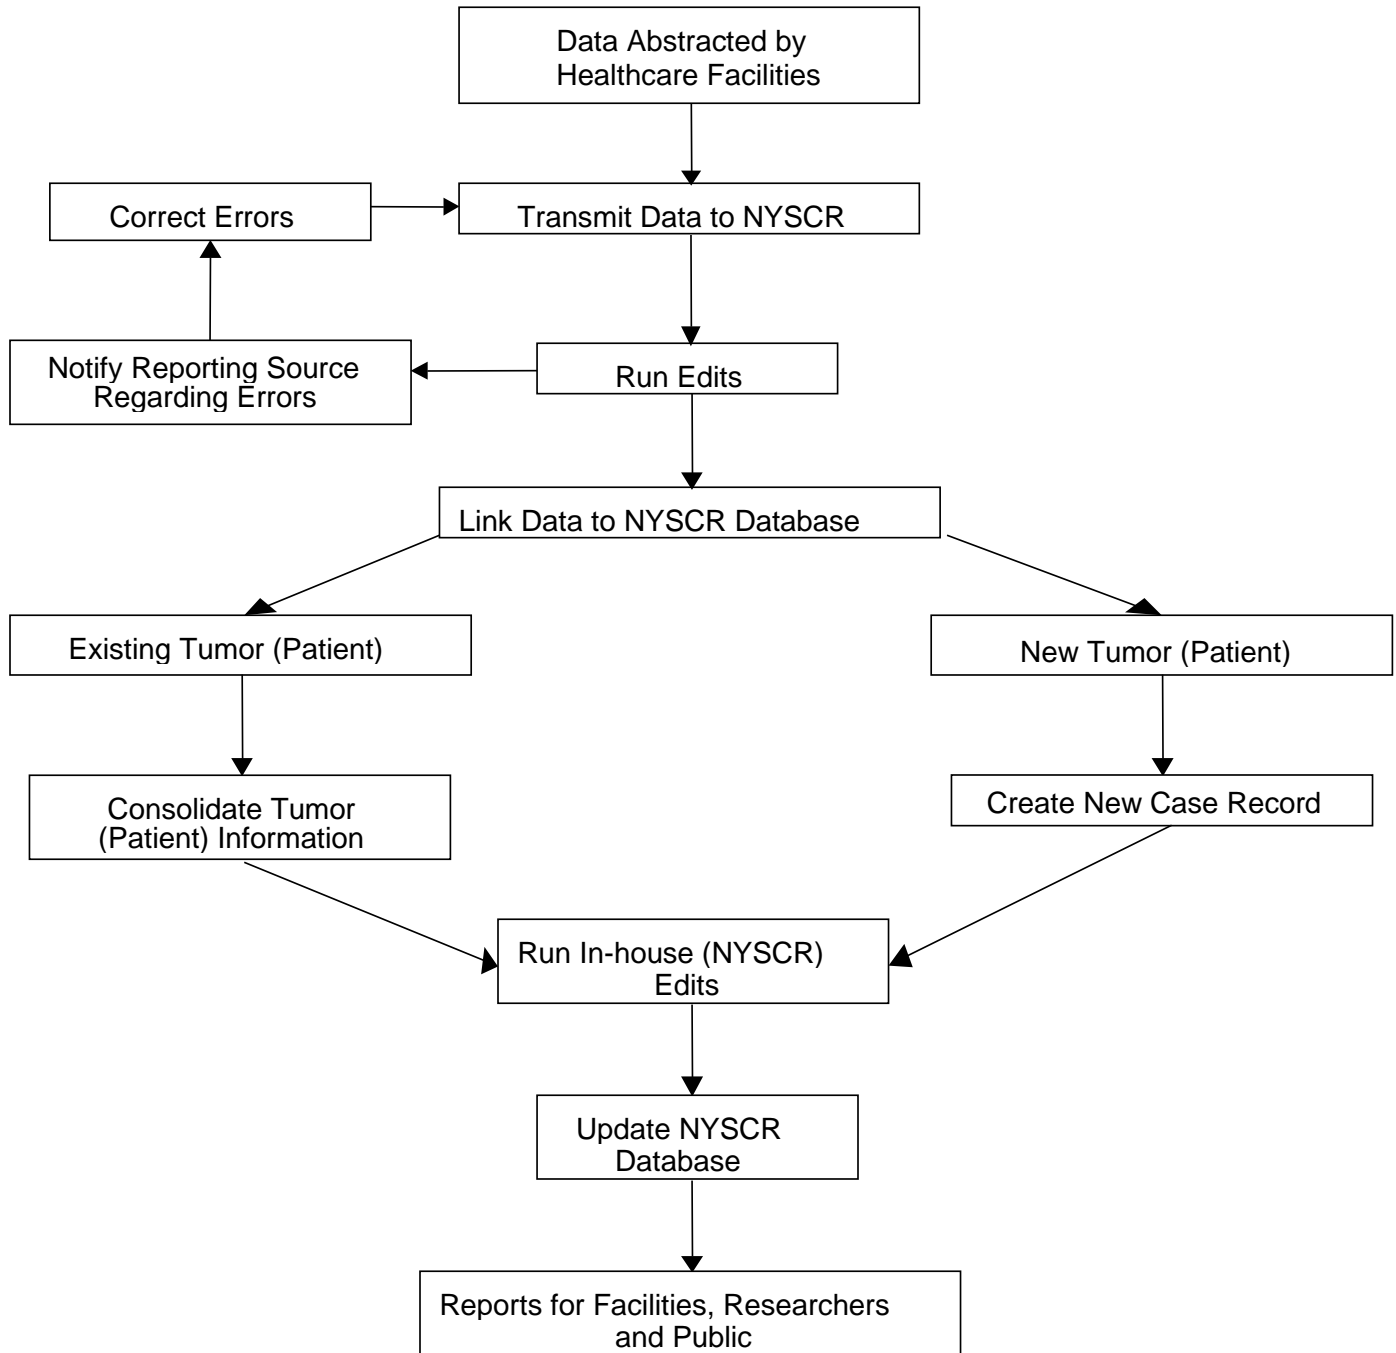 Data Abstracted by
Healthcare Facilities
Correct Errors
Transmit Data to NYSCR
Notify Reporting Source
Regarding Errors
Run Edits
Link Data to NYSCR Database
Existing Tumor (Patient)
New Tumor (Patient)
Consolidate Tumor
(Patient) Information
Create New Case Record
Run In-house (NYSCR)
Edits
Update NYSCR
Database
Reports for Facilities, Researchers
and Public